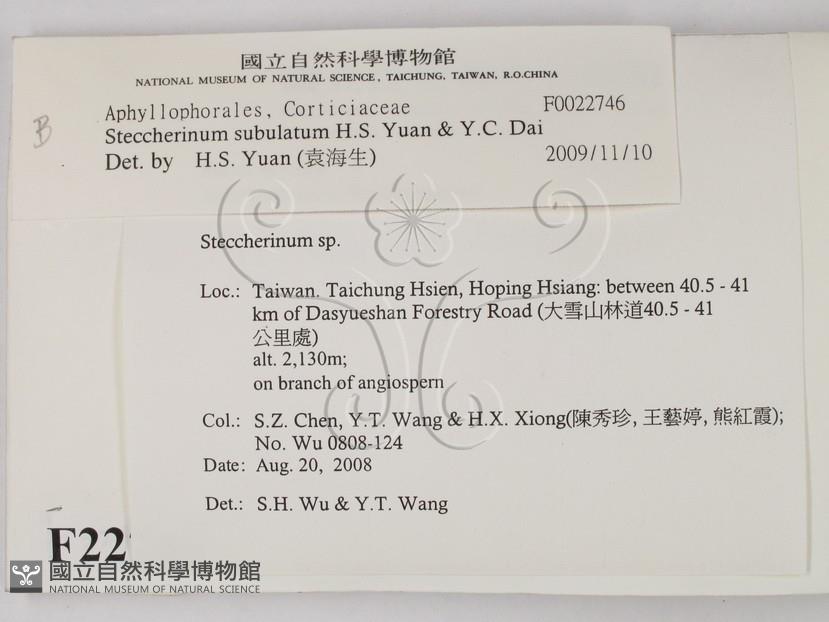 國立自然科學博物館
NATIONAL MUSEUM OF NATURAL SCIENCE, TAICHUNG, TAIWAN, R.O.CHINA
B
Aphyllophorales, Corticiaceae F0022746
Steccherinum subulatum H.S. Yuan & Y.C. Dai
Det. by H.S. Yuan (袁海生) 2009/11/10
Steccherinum sp.
Loc.: Taiwan. Taichung Hsien, Hoping Hsiang: between 40.5 - 41
km of Dasyueshan Forestry Road (大雪山林道40.5 - 41
公里處)
alt. 2,130m;
on branch of angiospern
Col.: S.Z. Chen, Y.T. Wang & H.X. Xiong(陳秀珍, 王藝婷, 熊紅霞);
No. Wu 0808-124
Date: Aug. 20, 2008
Det.: S.H. Wu & Y.T. Wang
F22
國立自然科學博物館
NATIONAL MUSEUM OF NATURAL SCIENCE